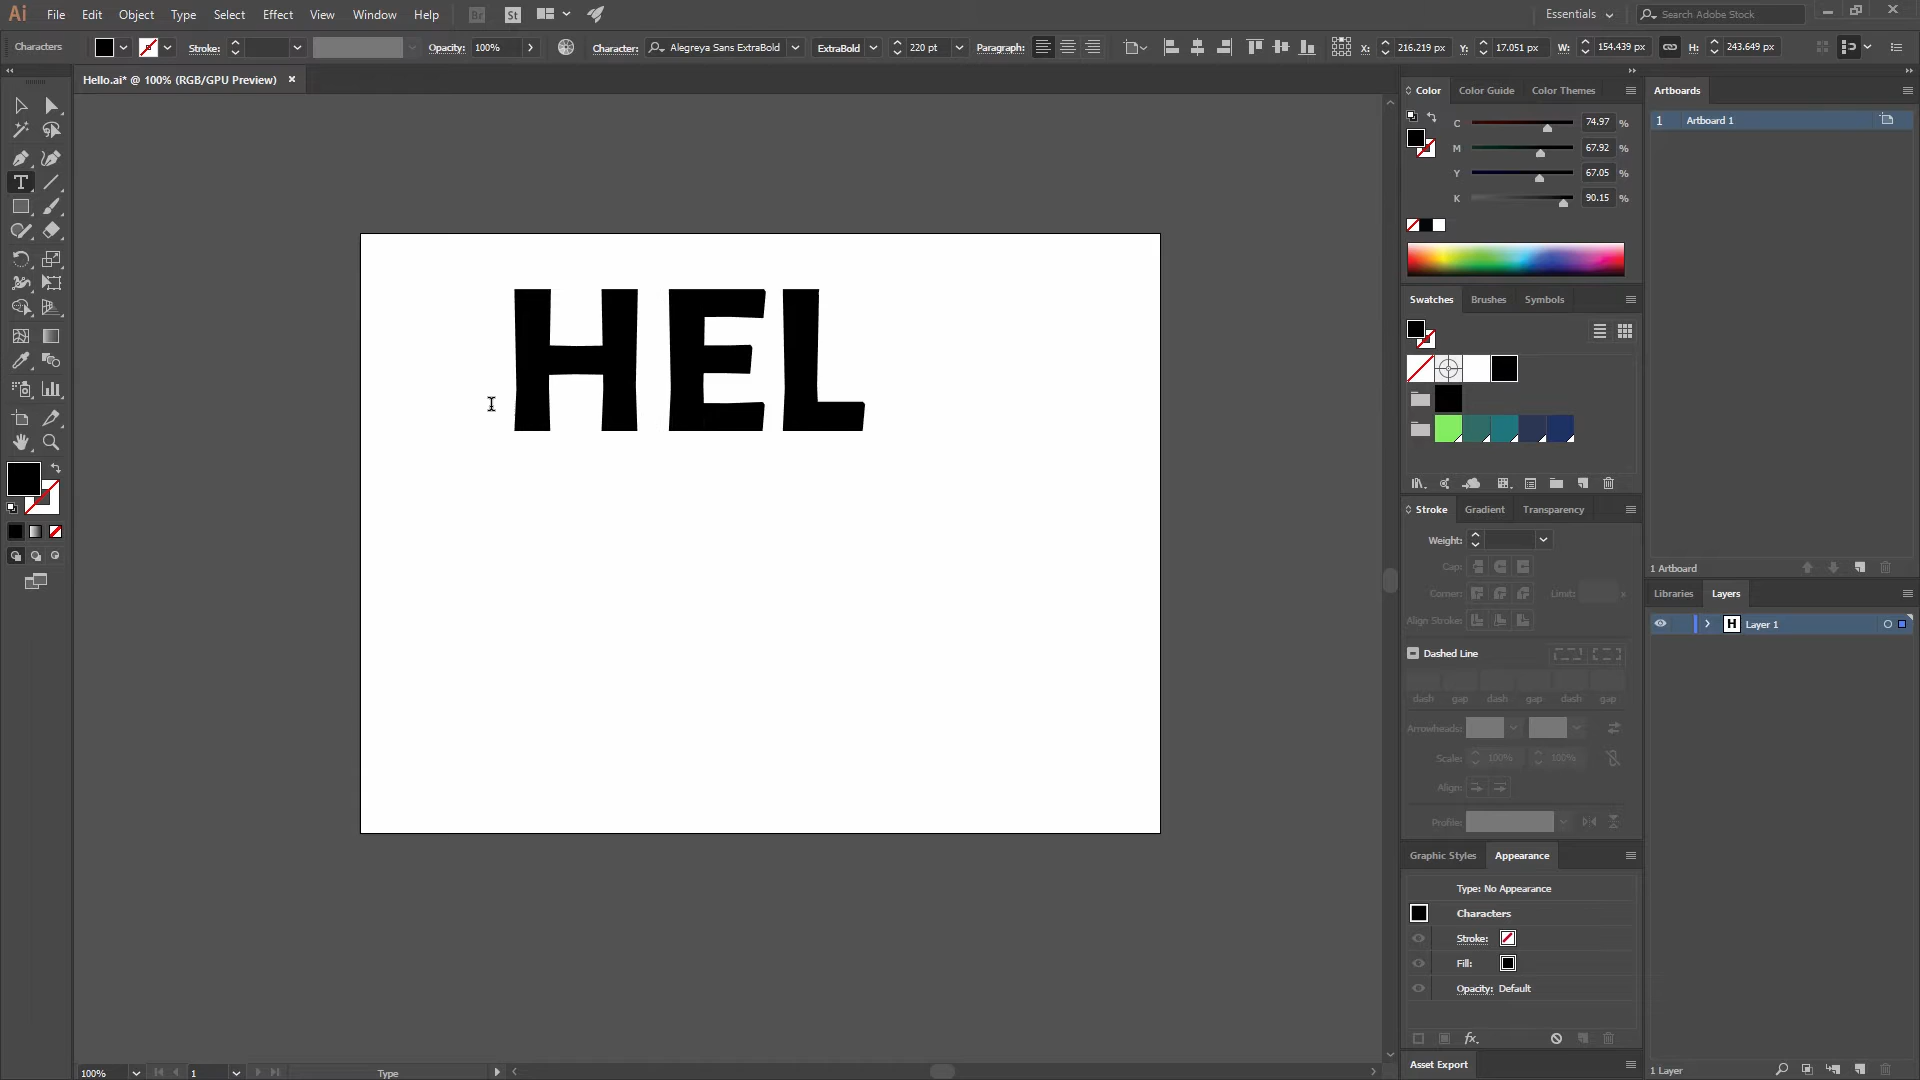 Ai File Edit Object Type Select Effect View Window Help Br St Essentials Search Adobe Stock
Characters Stroke: Opacity: 100% Character: Alegreya Sans ExtraBold ExtraBold 220 pt Paragraph: X: 216.219 px Y: 17.051 px W: 154.439 px H: 243.649 px
Hello.ai* @ 100% (RGB/GPU Preview)
HEL
Color Color Guide Color Themes
C 74.97 %
M 67.92 %
Y 67.05 %
K 90.15 %
Swatches Brushes Symbols
Stroke Gradient Transparency
Weight:
Cap:
Corner: Limit: x
Align Stroke:
Dashed Line
dash gap dash gap dash gap
Arrowheads:
Scale: 100% 100%
Align:
Profile:
Graphic Styles Appearance
Type: No Appearance
Characters
Stroke:
Fill:
Opacity: Default
fx.
Asset Export
Artboards
1 Artboard 1
1 Artboard
Libraries Layers
H Layer 1
1 Layer
100% 1 Type